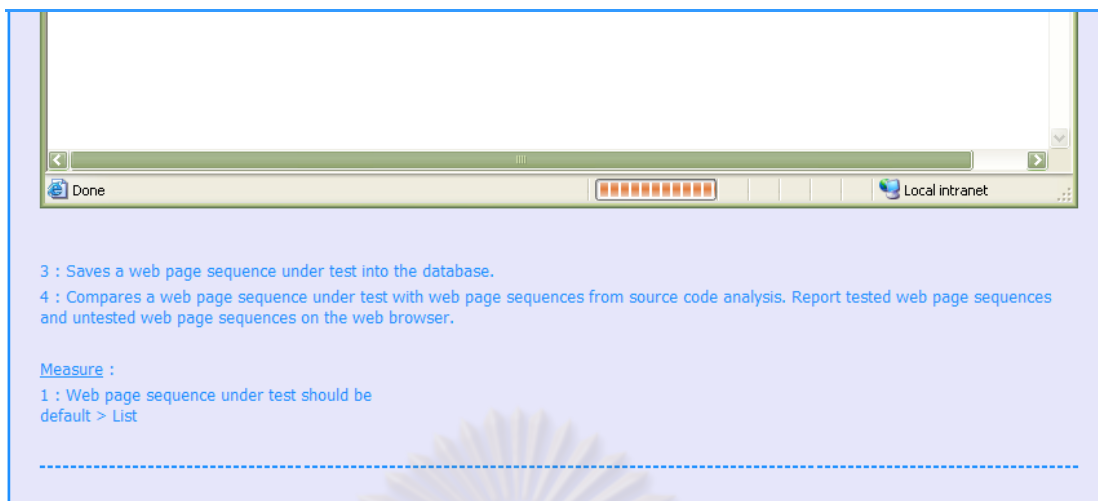 Done
Local intranet
3 : Saves a web page sequence under test into the database.
4 : Compares a web page sequence under test with web page sequences from source code analysis. Report tested web page sequences
and untested web page sequences on the web browser.
Measure :
1 : Web page sequence under test should be
default > List